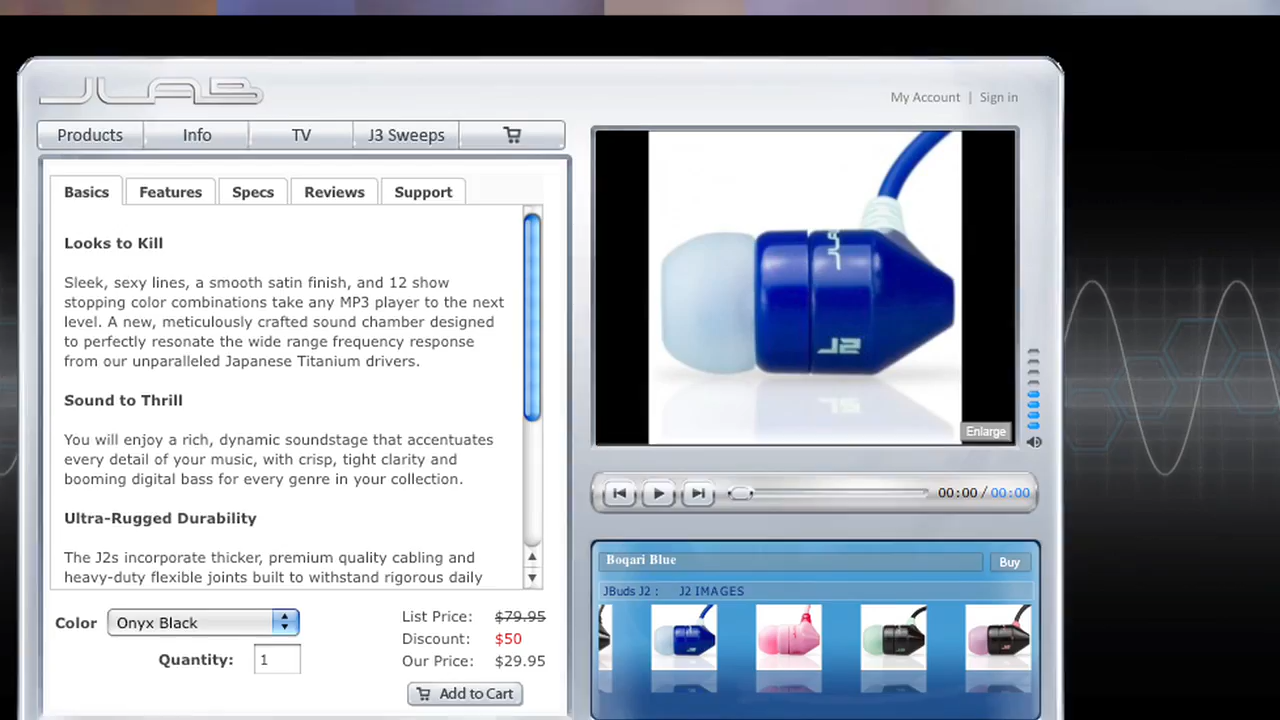 JLAB
My Account | Sign in
Products Info TV J3 Sweeps
Basics Features Specs Reviews Support
Looks to Kill
Sleek, sexy lines, a smooth satin finish, and 12 show
stopping color combinations take any MP3 player to the next
level. A new, meticulously crafted sound chamber designed
to perfectly resonate the wide range frequency response
from our unparalleled Japanese Titanium drivers.
Sound to Thrill
You will enjoy a rich, dynamic soundstage that accentuates
every detail of your music, with crisp, tight clarity and
booming digital bass for every genre in your collection.
Ultra-Rugged Durability
The J2s incorporate thicker, premium quality cabling and
heavy-duty flexible joints built to withstand rigorous daily
Color Onyx Black
Quantity: 1
List Price: $79.95
Discount: $50
Our Price: $29.95
Add to Cart
JLAB
J2
Enlarge
00:00 / 00:00
Boqari Blue
Buy
JBuds J2 : J2 IMAGES